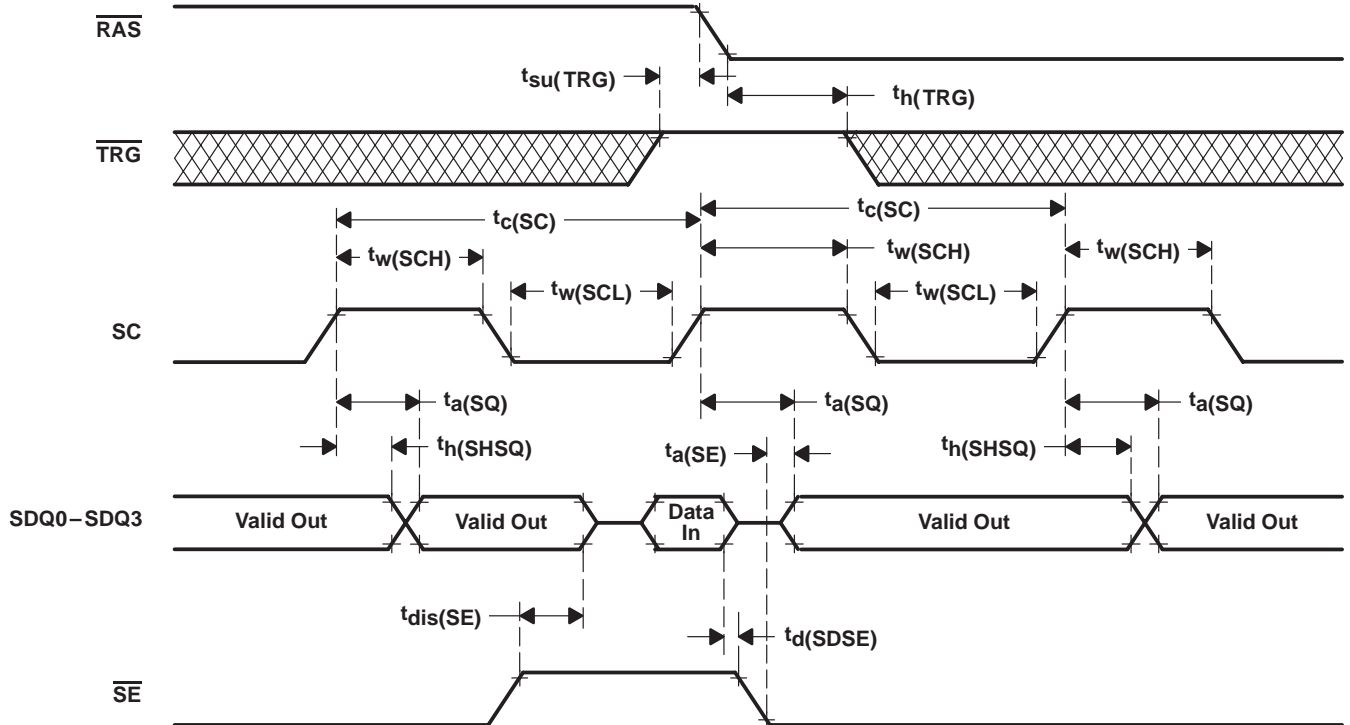 RAS
tsu(TRG)
th(TRG)
TRG
tc(SC)
tc(SC)
tw(SCH)
tw(SCH)
tw(SCH)
tw(SCL)
tw(SCL)
SC
ta(SQ)
ta(SQ)
ta(SQ)
th(SHSQ)
ta(SE)
th(SHSQ)
SDQ0–SDQ3
Valid Out
Valid Out
Data
In
Valid Out
Valid Out
tdis(SE)
td(SDSE)
SE